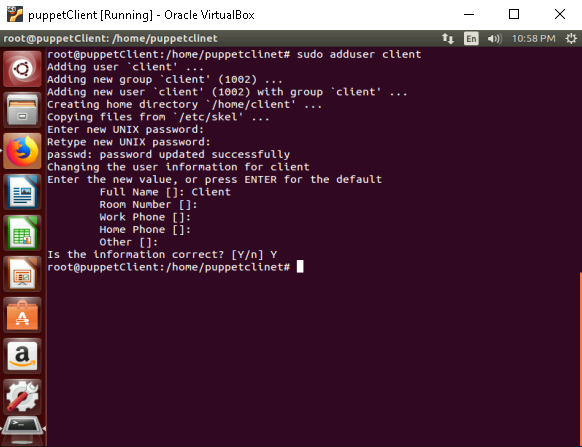 puppetClient [Running] - Oracle VirtualBox
root@puppetClient: /home/puppetclinet En 10:58 PM
root@puppetClient:/home/puppetclinet# sudo adduser client
Adding user `client' ...
Adding new group `client' (1002) ...
Adding new user `client' (1002) with group `client' ...
Creating home directory `/home/client' ...
Copying files from `/etc/skel' ...
Enter new UNIX password:
Retype new UNIX password:
passwd: password updated successfully
Changing the user information for client
Enter the new value, or press ENTER for the default
Full Name []: Client
Room Number []:
Work Phone []:
Home Phone []:
Other []:
Is the information correct? [Y/n] Y
root@puppetClient:/home/puppetclinet#